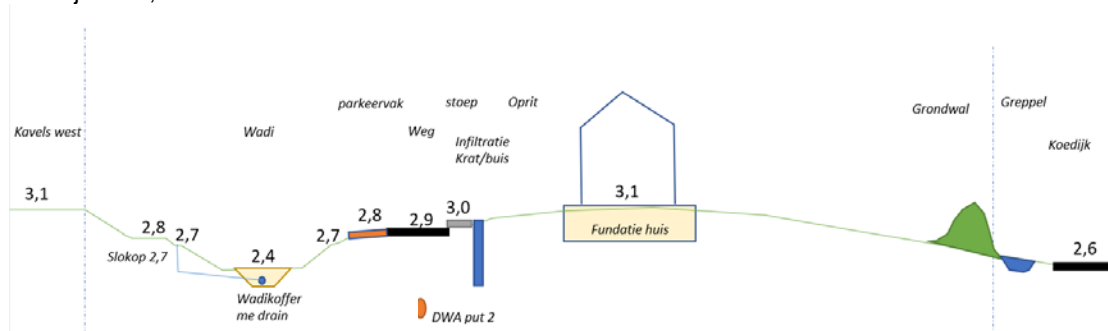 parkeervak
stoep
Oprit
Grondwal
Greppel
Kavels west
Wadi
Weg
Infiltratie
Krat/buis
Koedijk
3,1
2,8
2,7
Slokop 2,7
2,4
2,7
2,8
2,9
3,0
3,1
Fundatie huis
2,6
Wadikoffer
me drain
DWA put 2